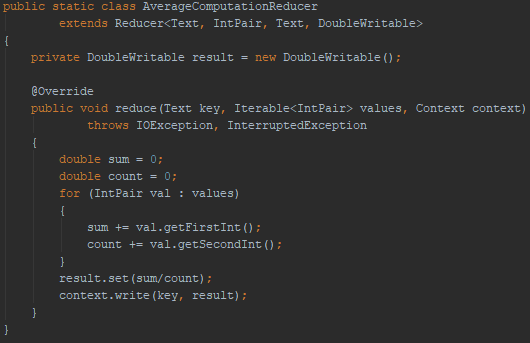 public static class AverageComputationReducer
        extends Reducer<Text, IntPair, Text, DoubleWritable>
{
    private DoubleWritable result = new DoubleWritable();

    @Override
    public void reduce(Text key, Iterable<IntPair> values, Context context)
            throws IOException, InterruptedException
    {
        double sum = 0;
        double count = 0;
        for (IntPair val : values)
        {
            sum += val.getFirstInt();
            count += val.getSecondInt();
        }
        result.set(sum/count);
        context.write(key, result);
    }
}